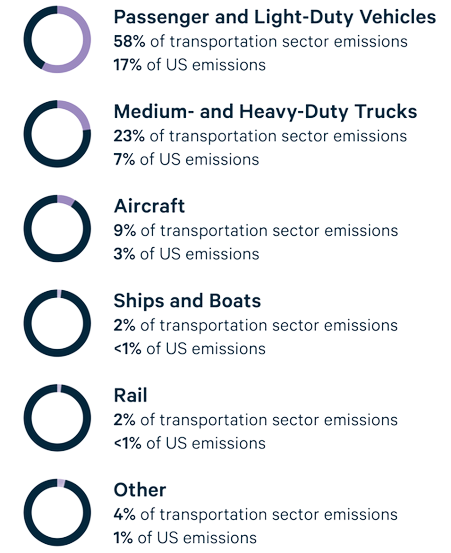 Passenger and Light-Duty Vehicles
58% of transportation sector emissions
17% of US emissions
Medium- and Heavy-Duty Trucks
23% of transportation sector emissions
7% of US emissions
Aircraft
9% of transportation sector emissions
3% of US emissions
Ships and Boats
2% of transportation sector emissions
<1% of US emissions
Rail
2% of transportation sector emissions
<1% of US emissions
Other
4% of transportation sector emissions
1% of US emissions